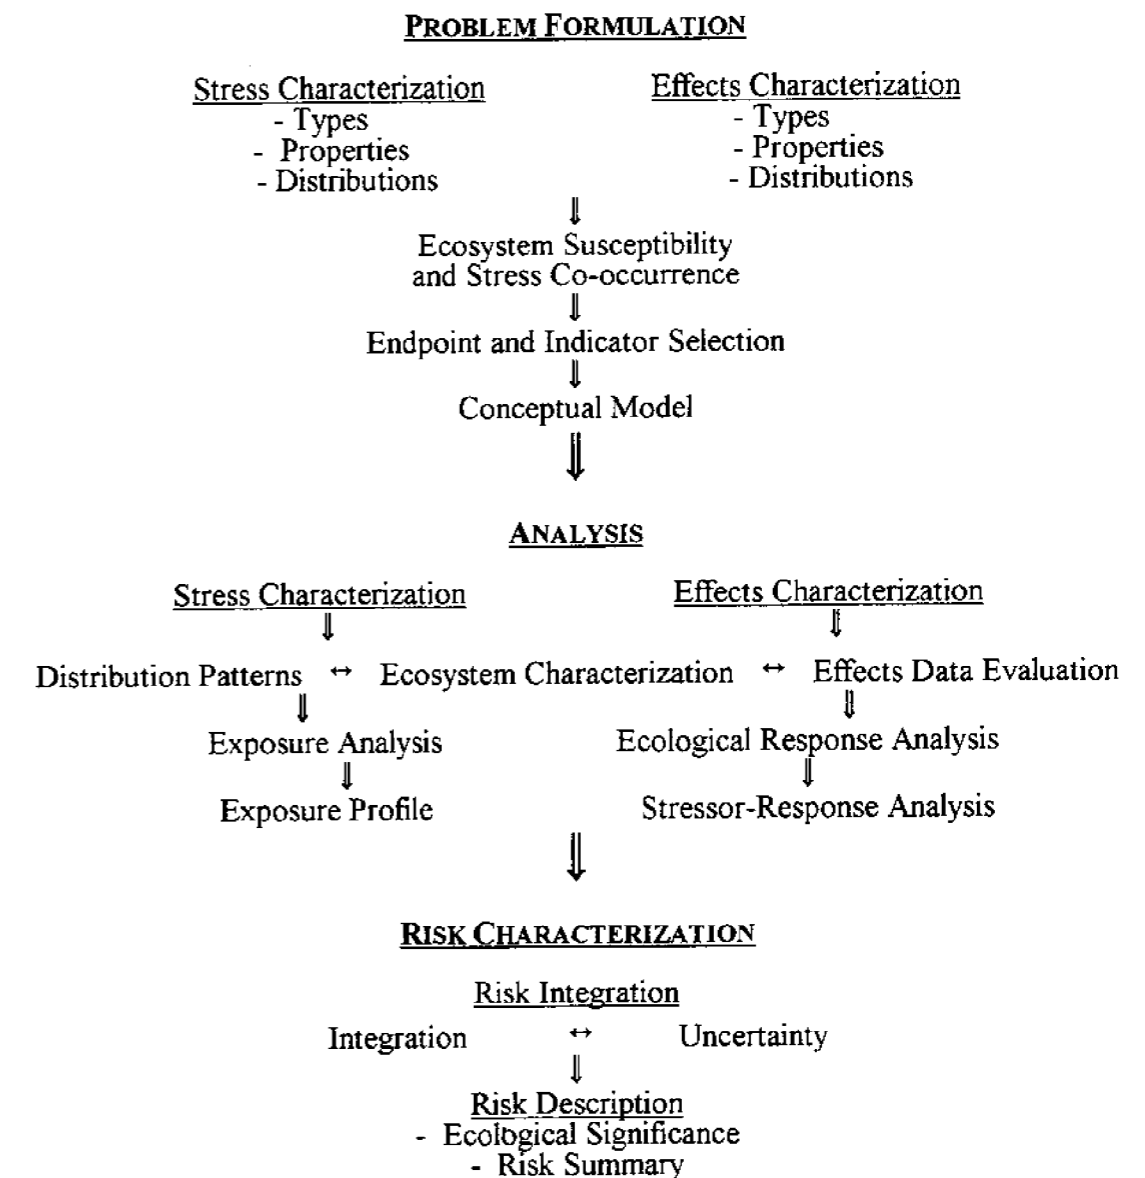 PROBLEM FORMULATION
Stress Characterization
- Types
- Properties
- Distributions
Effects Characterization
- Types
- Properties
- Distributions
⇓
Ecosystem Susceptibility
and Stress Co-occurrence
⇓
Endpoint and Indicator Selection
⇓
Conceptual Model
⇓
ANALYSIS
Stress Characterization Effects Characterization
⇓ ⇓
Distribution Patterns ↔ Ecosystem Characterization ↔ Effects Data Evaluation
⇓ ⇓
Exposure Analysis Ecological Response Analysis
⇓ ⇓
Exposure Profile Stressor-Response Analysis
⇓
RISK CHARACTERIZATION
Risk Integration
Integration ↔ Uncertainty
⇓
Risk Description
- Ecological Significance
- Risk Summary